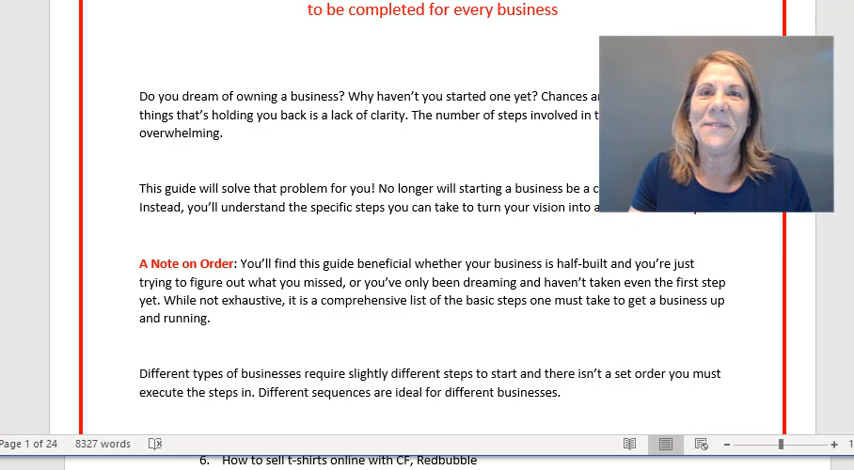 to be completed for every business
Do you dream of owning a business? Why haven't you started one yet? Chances
things that's holding you back is a lack of clarity. The number of steps involved in
overwhelming.
This guide will solve that problem for you! No longer will starting a business be a
Instead, you'll understand the specific steps you can take to turn your vision into
A Note on Order: You'll find this guide beneficial whether your business is half-built and you're just
trying to figure out what you missed, or you've only been dreaming and haven't taken even the first step
yet. While not exhaustive, it is a comprehensive list of the basic steps one must take to get a business up
and running.
Different types of businesses require slightly different steps to start and there isn't a set order you must
execute the steps in. Different sequences are ideal for different businesses.
Page 1 of 24 8327 words
6. How to sell t-shirts online with CF, Redbubble